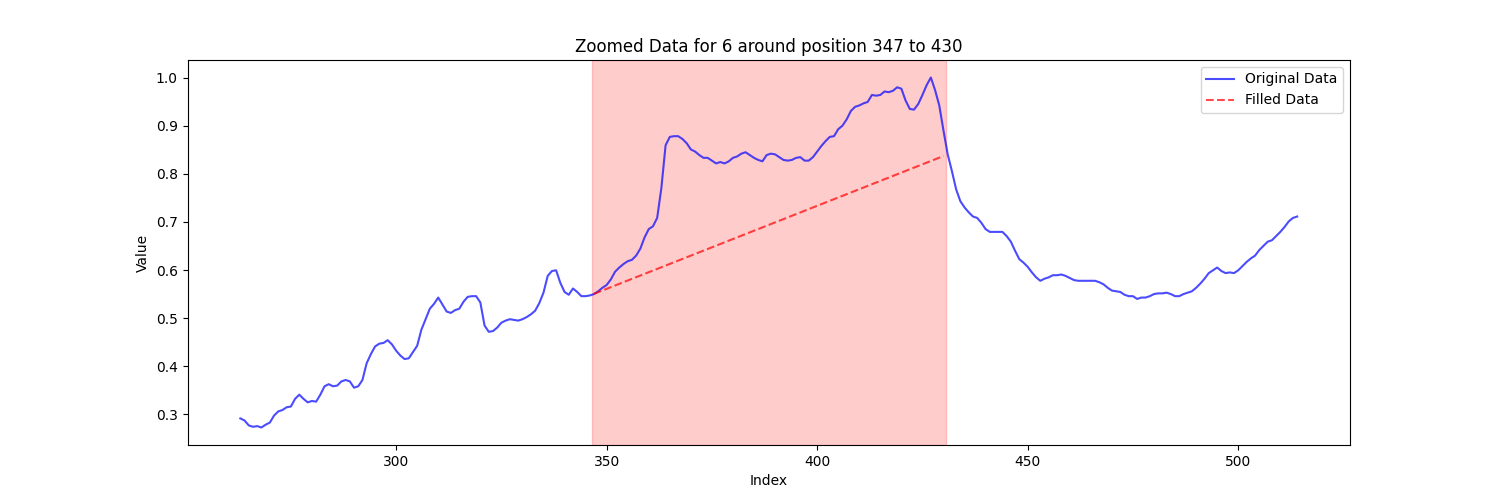 Zoomed Data for 6 around position 347 to 430
Original Data
Filled Data
1.0
0.9
0.8
0.7
0.6
0.5
0.4
0.3
Value
300
350
400
450
500
Index